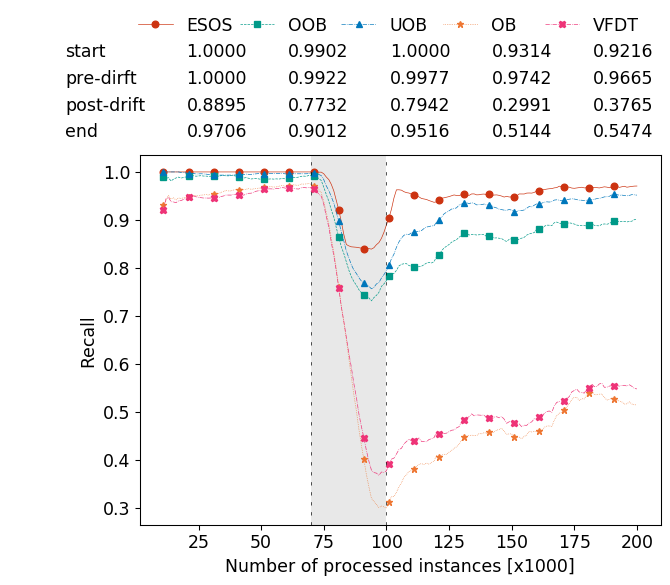 ESOS OOB UOB OB VFDT
start 1.0000 0.9902 1.0000 0.9314 0.9216
pre-dirft 1.0000 0.9922 0.9977 0.9742 0.9665
post-drift 0.8895 0.7732 0.7942 0.2991 0.3765
end 0.9706 0.9012 0.9516 0.5144 0.5474
1.0
0.9
0.8
0.7
0.6
0.5
0.4
0.3
Recall
25 50 75 100 125 150 175 200
Number of processed instances [x1000]